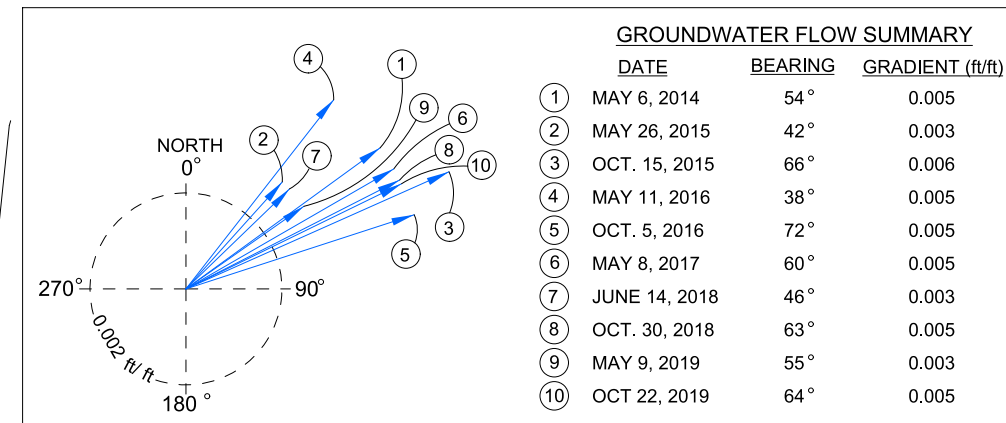 GROUNDWATER FLOW SUMMARY
DATE BEARING GRADIENT (ft/ft)
1 MAY 6, 2014 54° 0.005
2 MAY 26, 2015 42° 0.003
3 OCT. 15, 2015 66° 0.006
4 MAY 11, 2016 38° 0.005
5 OCT. 5, 2016 72° 0.005
6 MAY 8, 2017 60° 0.005
7 JUNE 14, 2018 46° 0.003
8 OCT. 30, 2018 63° 0.005
9 MAY 9, 2019 55° 0.003
10 OCT 22, 2019 64° 0.005
4
1
9
6
2
7
8
10
3
5
NORTH
0°
270°
90°
0.002 ft/ ft
180 °